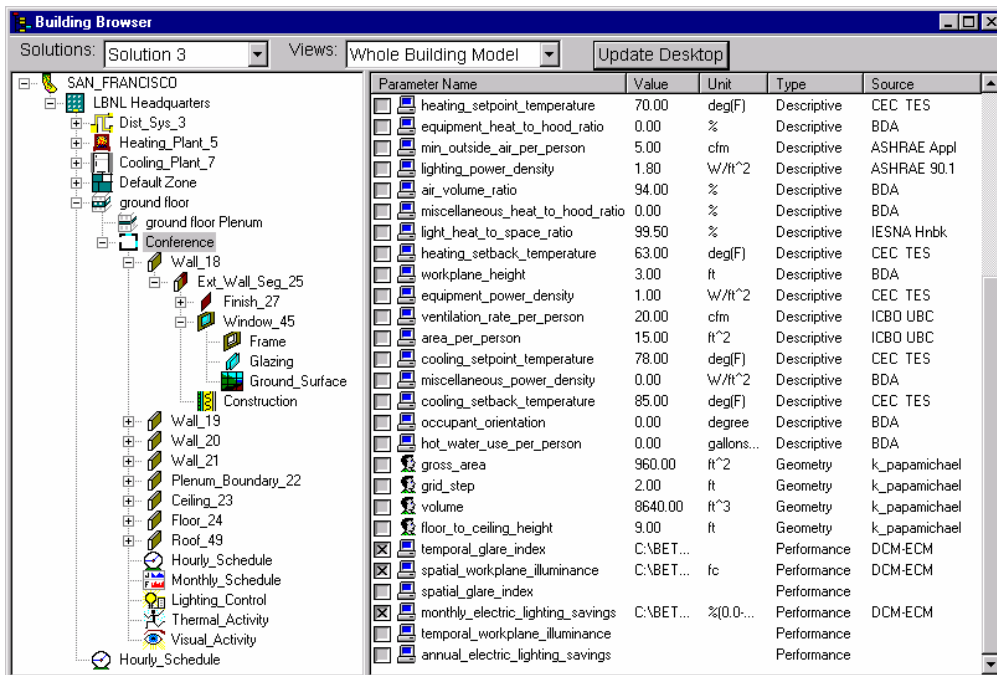 Building Browser
Solutions: Solution 3 Views: Whole Building Model Update Desktop
SAN_FRANCISCO
LBNL Headquarters
Dist_Sys_3
Heating_Plant_5
Cooling_Plant_7
Default Zone
ground floor
ground floor Plenum
Conference
Wall_18
Ext_Wall_Seg_25
Finish_27
Window_45
Frame
Glazing
Ground_Surface
Construction
Wall_19
Wall_20
Wall_21
Plenum_Boundary_22
Ceiling_23
Floor_24
Roof_49
Hourly_Schedule
Monthly_Schedule
Lighting_Control
Thermal_Activity
Visual_Activity
Hourly_Schedule
Parameter Name Value Unit Type Source
heating_setpoint_temperature 70.00 deg(F) Descriptive CEC TES
equipment_heat_to_hood_ratio 0.00 % Descriptive BDA
min_outside_air_per_person 5.00 cfm Descriptive ASHRAE Appl
lighting_power_density 1.80 W/ft^2 Descriptive ASHRAE 90.1
air_volume_ratio 94.00 % Descriptive BDA
miscellaneous_heat_to_hood_ratio 0.00 % Descriptive BDA
light_heat_to_space_ratio 99.50 % Descriptive IESNA Hnbk
heating_setback_temperature 63.00 deg(F) Descriptive CEC TES
workplane_height 3.00 ft Descriptive BDA
equipment_power_density 1.00 W/ft^2 Descriptive CEC TES
ventilation_rate_per_person 20.00 cfm Descriptive ICBO UBC
area_per_person 15.00 ft^2 Descriptive ICBO UBC
cooling_setpoint_temperature 78.00 deg(F) Descriptive CEC TES
miscellaneous_power_density 0.00 W/ft^2 Descriptive BDA
cooling_setback_temperature 85.00 deg(F) Descriptive CEC TES
occupant_orientation 0.00 degree Descriptive BDA
hot_water_use_per_person 0.00 gallons... Descriptive BDA
gross_area 960.00 ft^2 Geometry k_papamichael
grid_step 2.00 ft Geometry k_papamichael
volume 8640.00 ft^3 Geometry k_papamichael
floor_to_ceiling_height 9.00 ft Geometry k_papamichael
temporal_glare_index C:\BET... Performance DCM-ECM
spatial_workplane_illuminance C:\BET... fc Performance DCM-ECM
spatial_glare_index Performance
monthly_electric_lighting_savings C:\BET... %(0.0-... Performance DCM-ECM
temporal_workplane_illuminance Performance
annual_electric_lighting_savings Performance